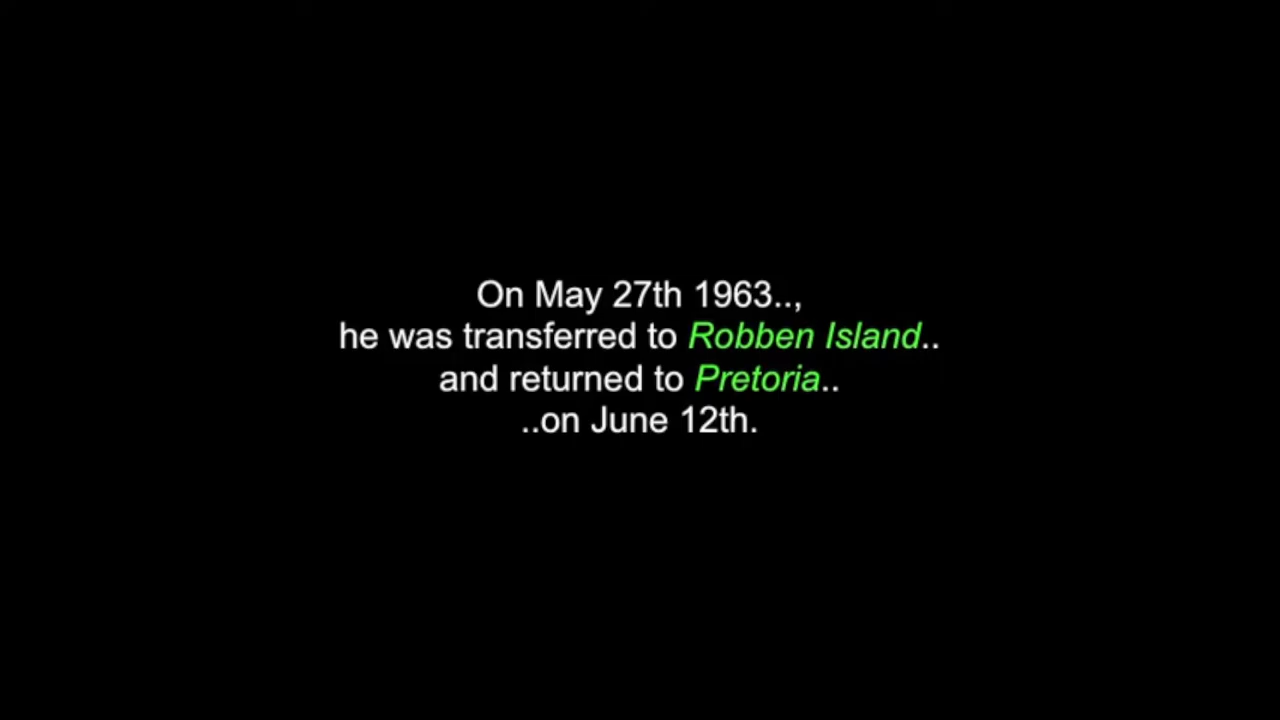 On May 27th 1963..,
he was transferred to Robben Island..
and returned to Pretoria..
..on June 12th.